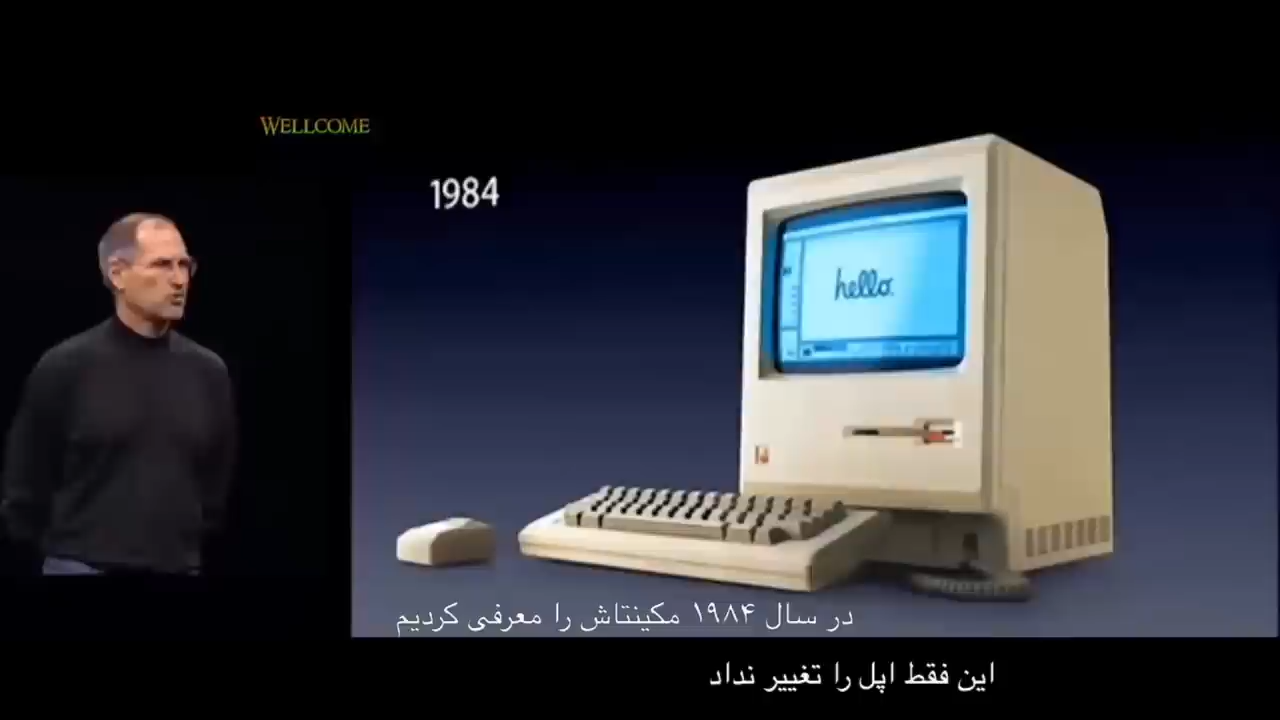 WELLCOME
1984
hello.
در سال ۱۹۸۴ مکینتاش را معرفی کردیم
این فقط اپل را تغییر نداد